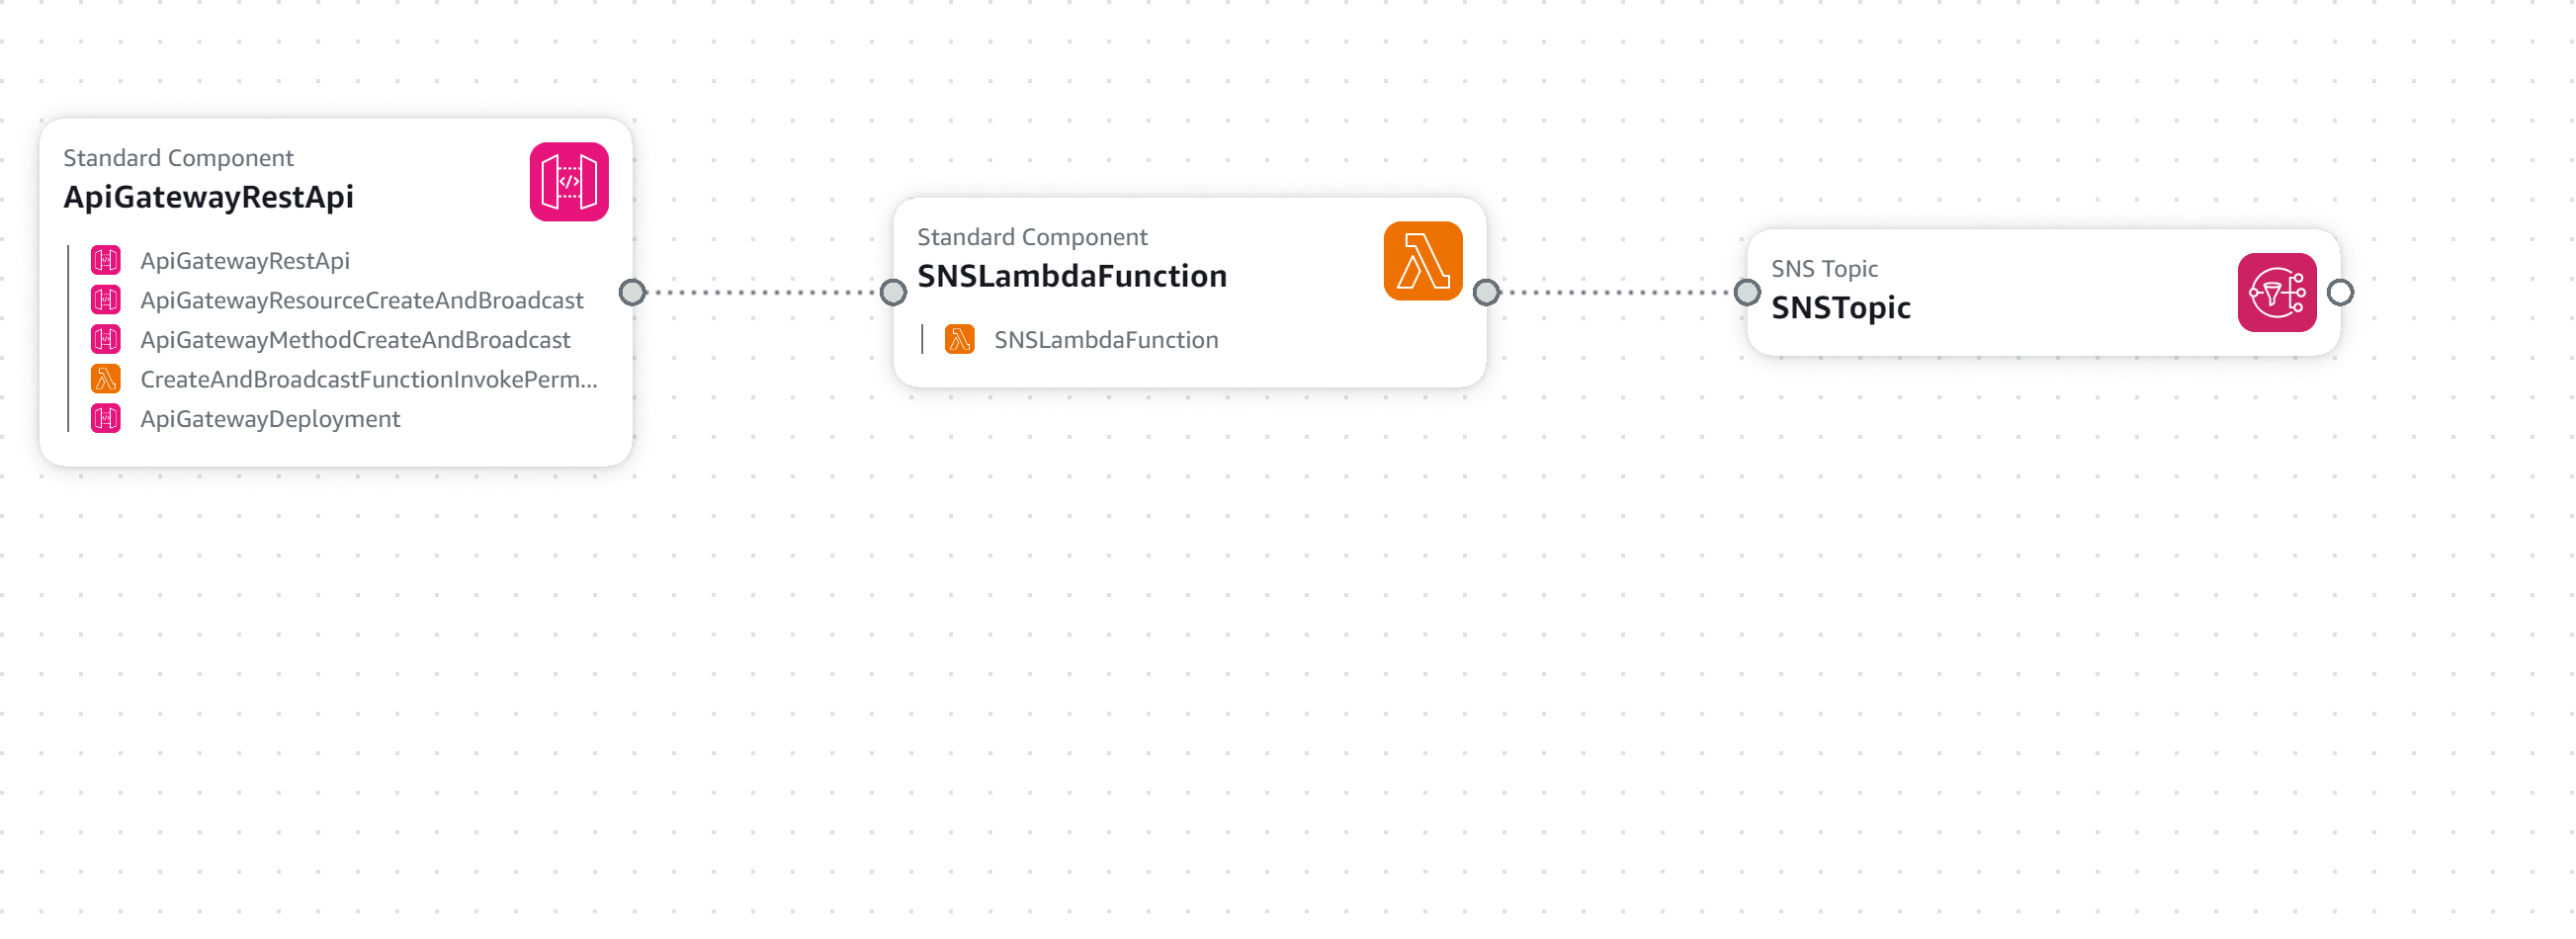 Standard Component
ApiGatewayRestApi
ApiGatewayRestApi
ApiGatewayResourceCreateAndBroadcast
ApiGatewayMethodCreateAndBroadcast
CreateAndBroadcastFunctionInvokePerm...
ApiGatewayDeployment
Standard Component
SNSLambdaFunction
SNSLambdaFunction
SNS Topic
SNSTopic